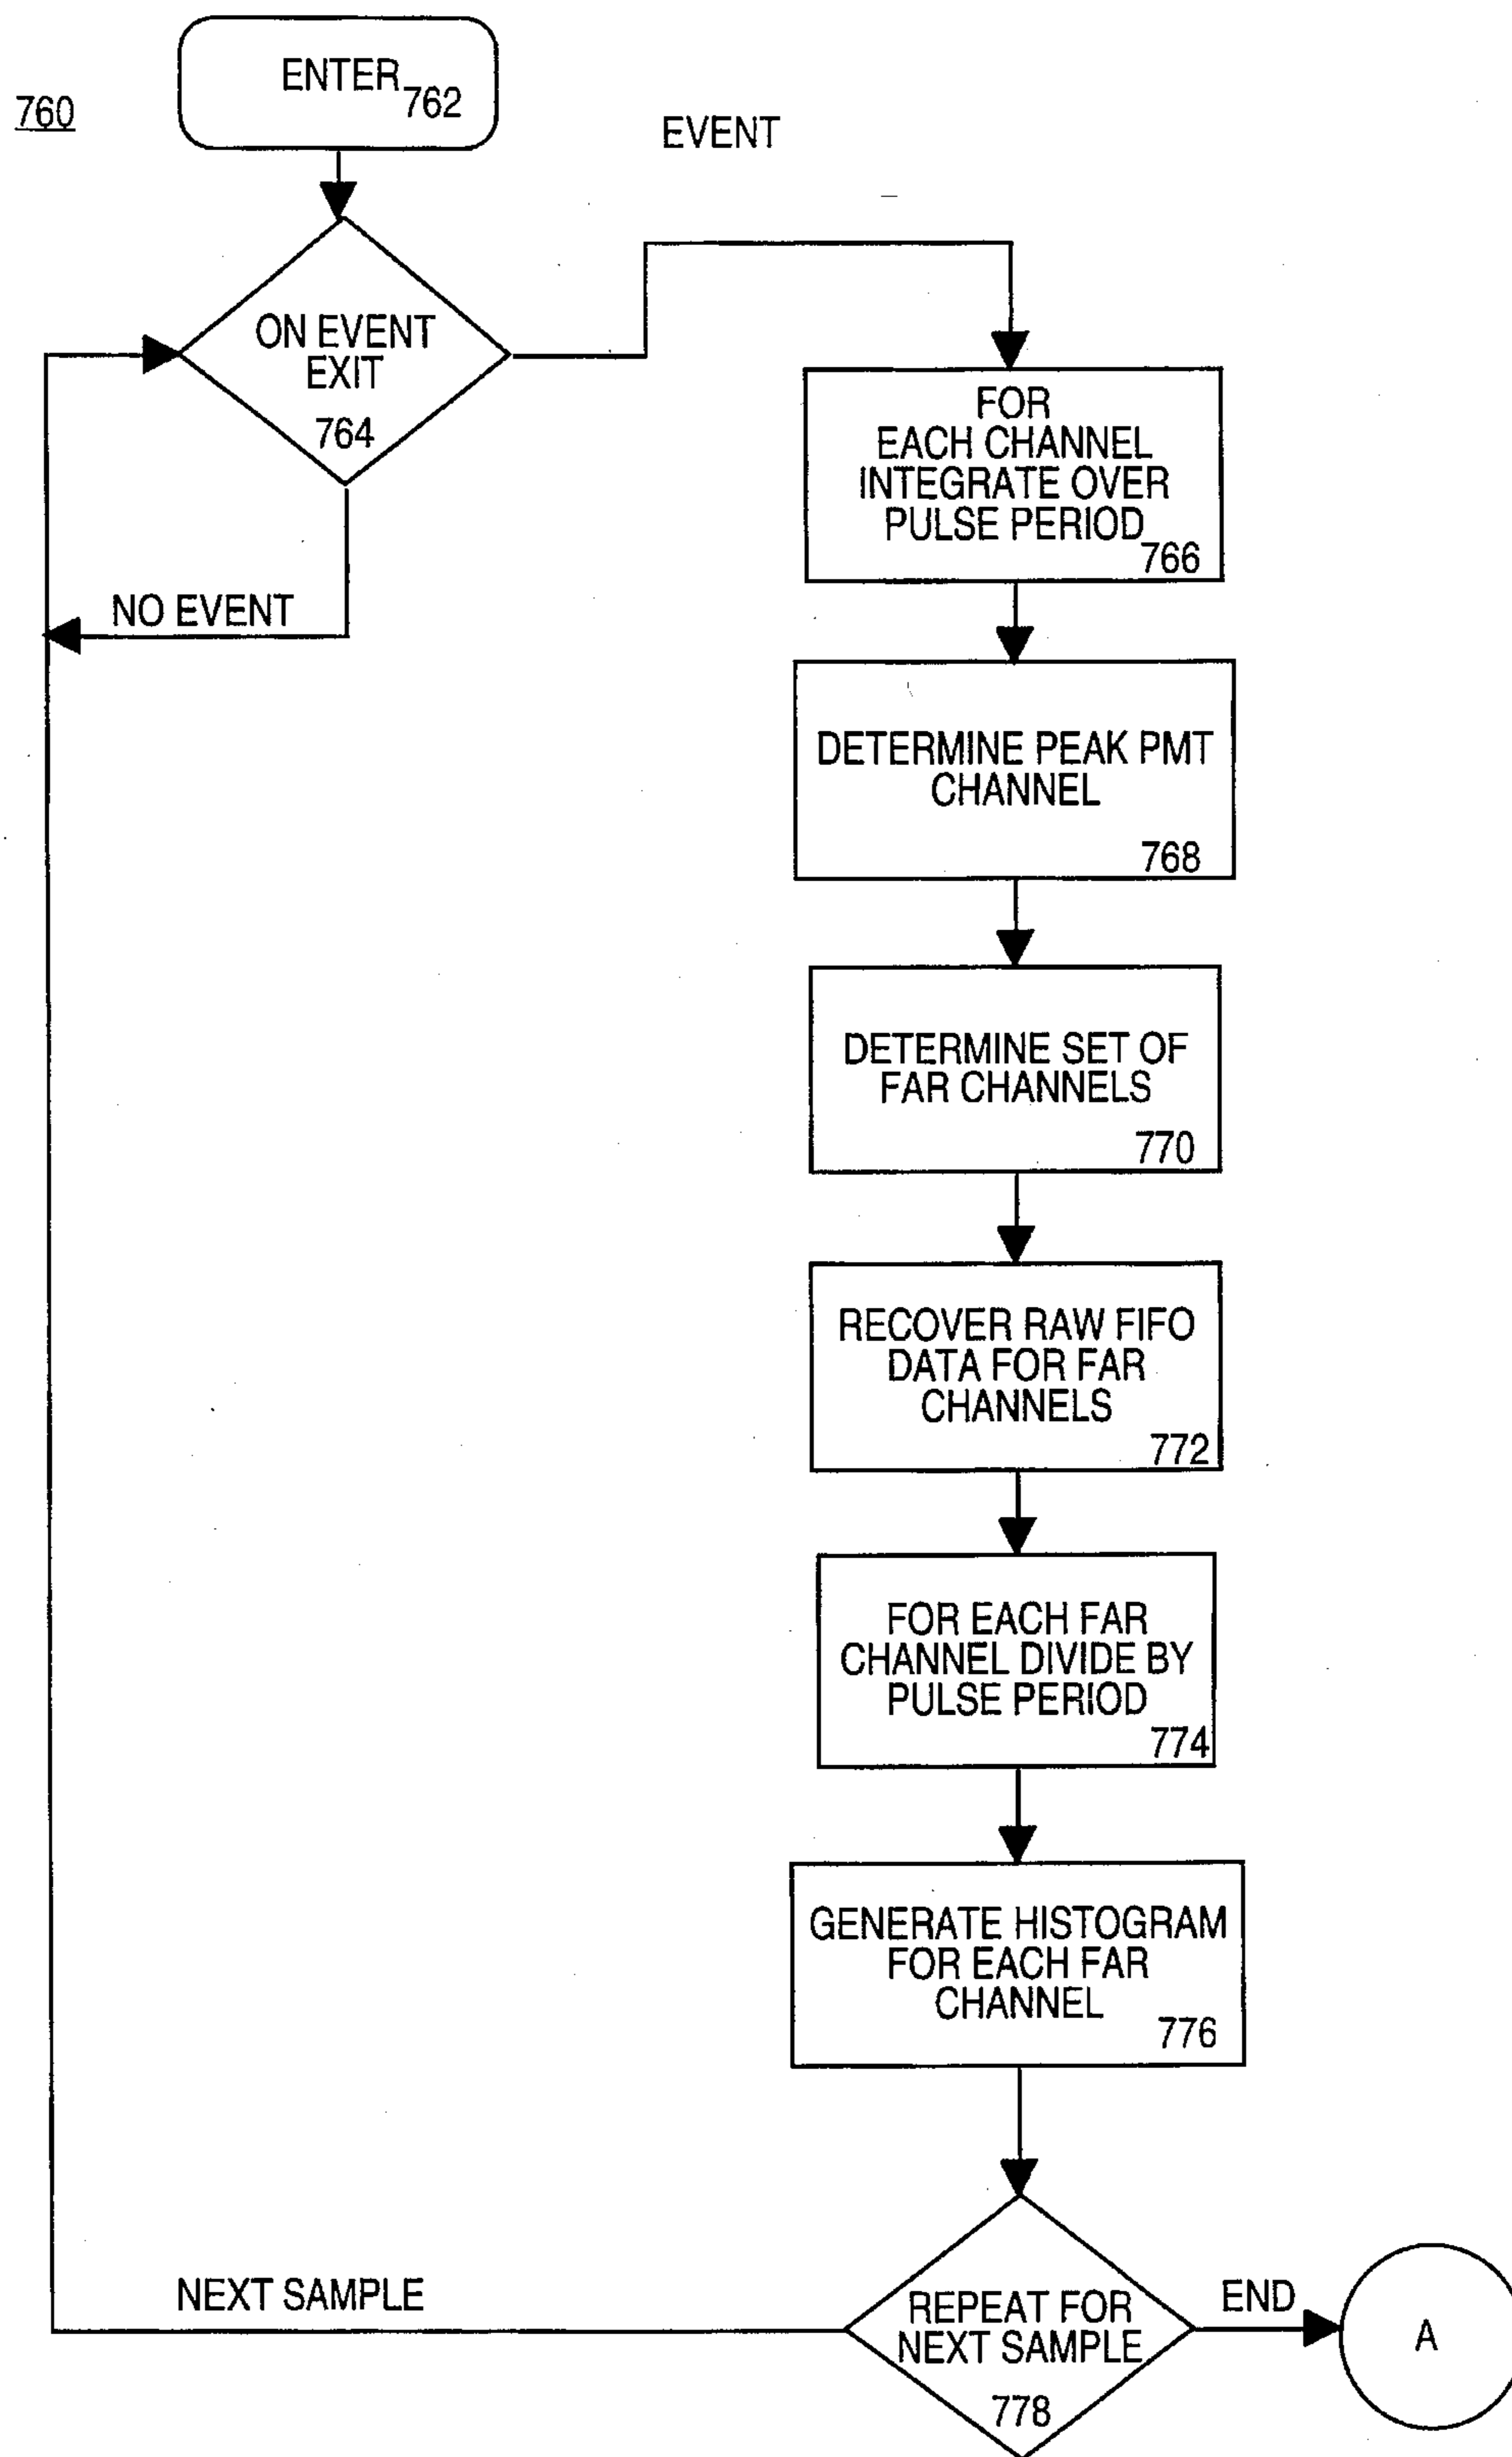 760
ENTER 762
EVENT
ON EVENT
EXIT
764
NO EVENT
FOR
EACH CHANNEL
INTEGRATE OVER
PULSE PERIOD
766
DETERMINE PEAK PMT
CHANNEL
768
DETERMINE SET OF
FAR CHANNELS
770
RECOVER RAW FIFO
DATA FOR FAR
CHANNELS
772
FOR EACH FAR
CHANNEL DIVIDE BY
PULSE PERIOD
774
GENERATE HISTOGRAM
FOR EACH FAR
CHANNEL
776
NEXT SAMPLE
REPEAT FOR
NEXT SAMPLE
778
END
A